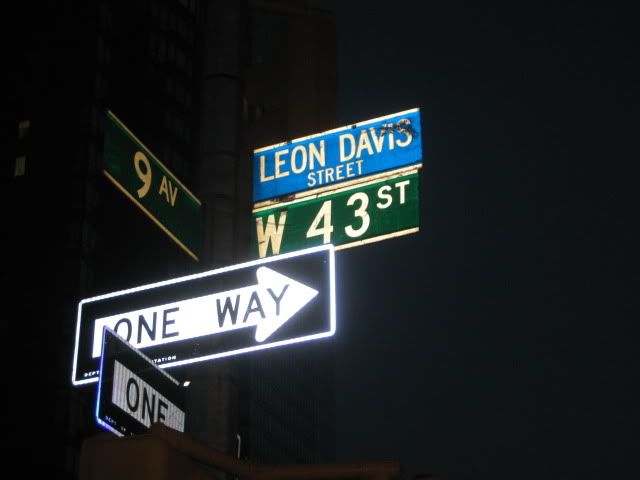 LEON DAVIS
STREET
9 AV
W 43 ST
ONE WAY
ONE